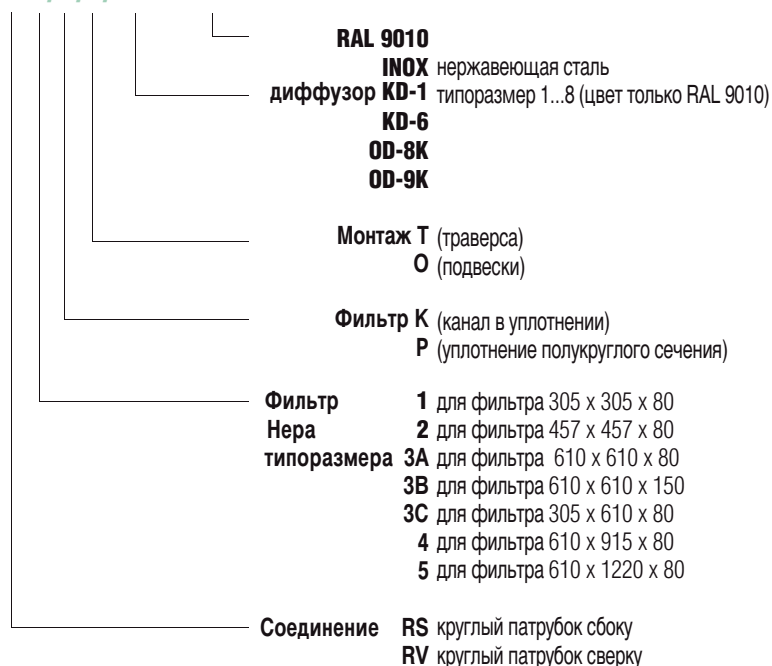 RAL 9010
INOX нержавеющая сталь
диффузор KD-1 типоразмер 1...8 (цвет только RAL 9010)
KD-6
OD-8K
OD-9K
Монтаж T (траверса)
O (подвески)
Фильтр K (канал в уплотнении)
P (уплотнение полукруглого сечения)
Фильтр 1 для фильтра 305 x 305 x 80
Нера 2 для фильтра 457 x 457 x 80
типоразмера 3A для фильтра 610 x 610 x 80
3B для фильтра 610 x 610 x 150
3C для фильтра 305 x 610 x 80
4 для фильтра 610 x 915 x 80
5 для фильтра 610 x 1220 x 80
Соединение RS круглый патрубок сбоку
RV круглый патрубок сверху